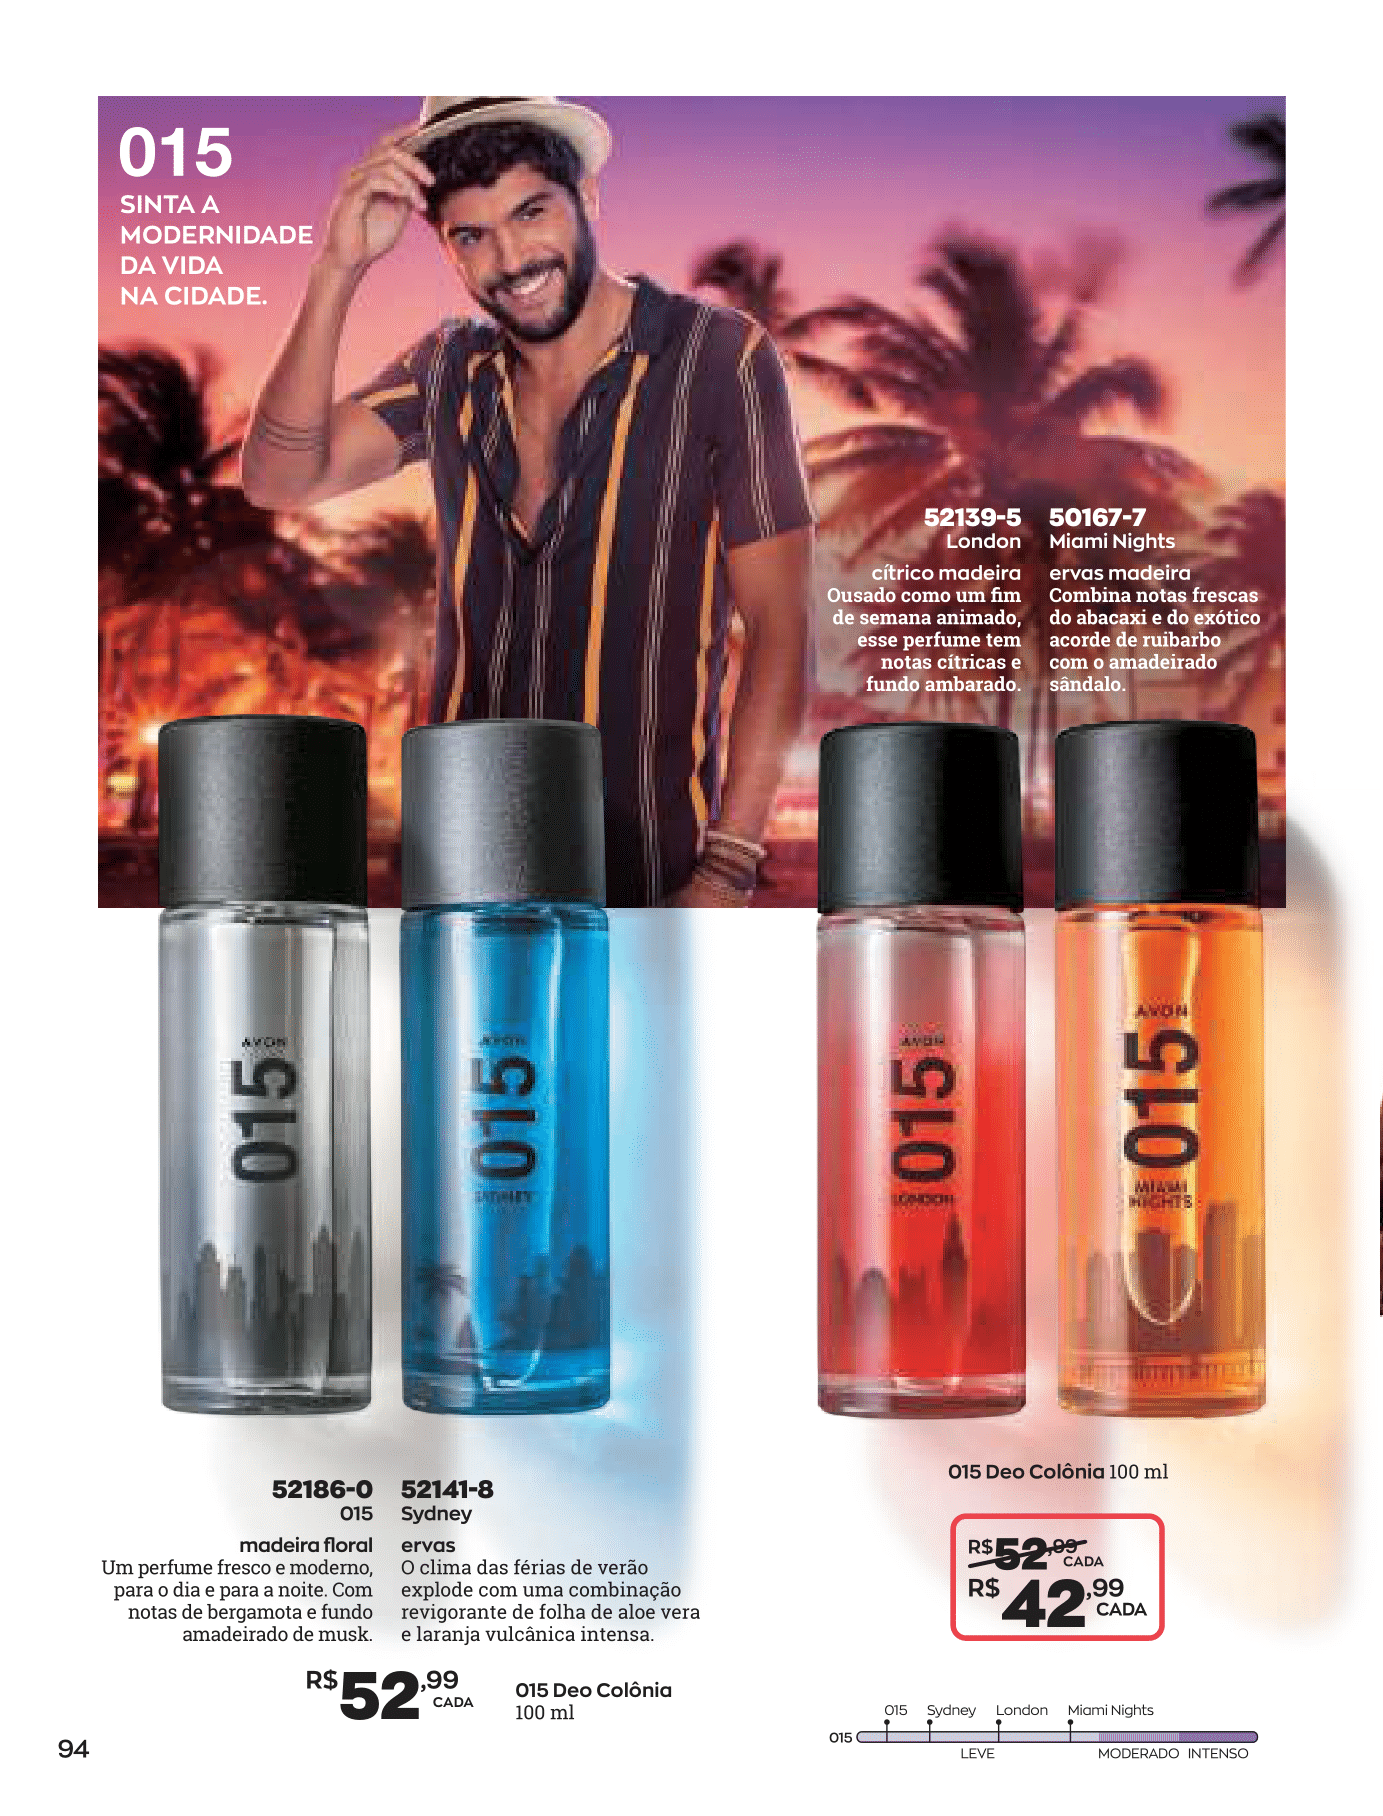 015
SINTA A
MODERNIDADE
DA VIDA
NA CIDADE.
52139-5
London
cítrico madeira
Ousado como um fim
de semana animado,
esse perfume tem
notas cítricas e
fundo ambarado.
50167-7
Miami Nights
ervas madeira
Combina notas frescas
do abacaxi e do exótico
acorde de ruibarbo
com o amadeirado
sândalo.
AVON
015
AVON
015
SYDNEY
AVON
015
LONDON
AVON
015
MIAMI
NIGHTS
52186-0
015
madeira floral
Um perfume fresco e moderno,
para o dia e para a noite. Com
notas de bergamota e fundo
amadeirado de musk.
52141-8
Sydney
ervas
O clima das férias de verão
explode com uma combinação
revigorante de folha de aloe vera
e laranja vulcânica intensa.
R$52,99
CADA
015 Deo Colônia
100 ml
015 Deo Colônia 100 ml
R$52,99
CADA
R$42,99
CADA
015 Sydney London Miami Nights
015
LEVE MODERADO INTENSO
94